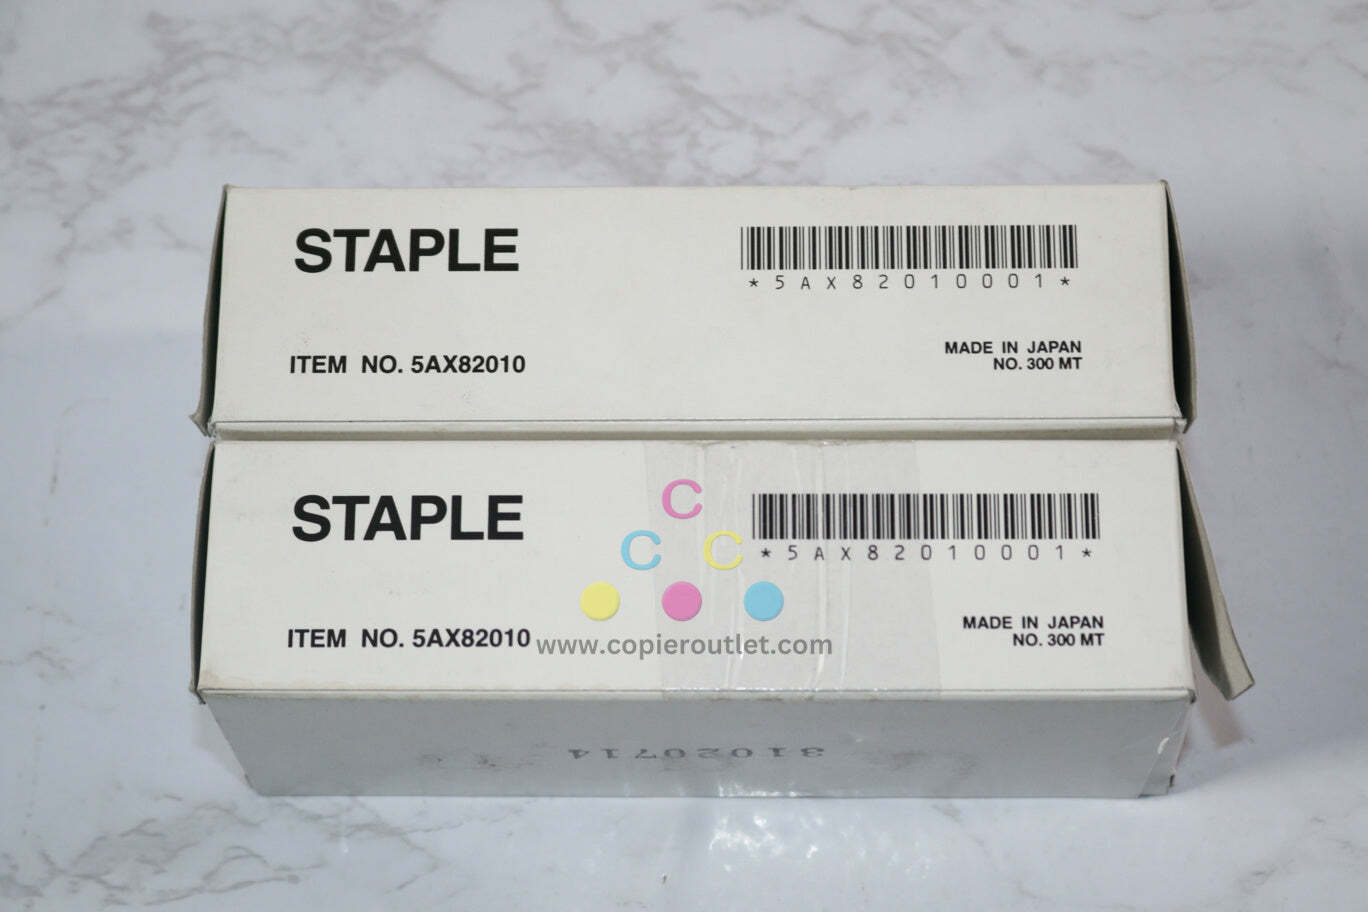 STAPLE
*5AX82010001*
ITEM NO. 5AX82010
MADE IN JAPAN
NO. 300 MT
STAPLE
*5AX82010001*
C
C C
ITEM NO. 5AX82010
www.copieroutlet.com
MADE IN JAPAN
NO. 300 MT
31020714